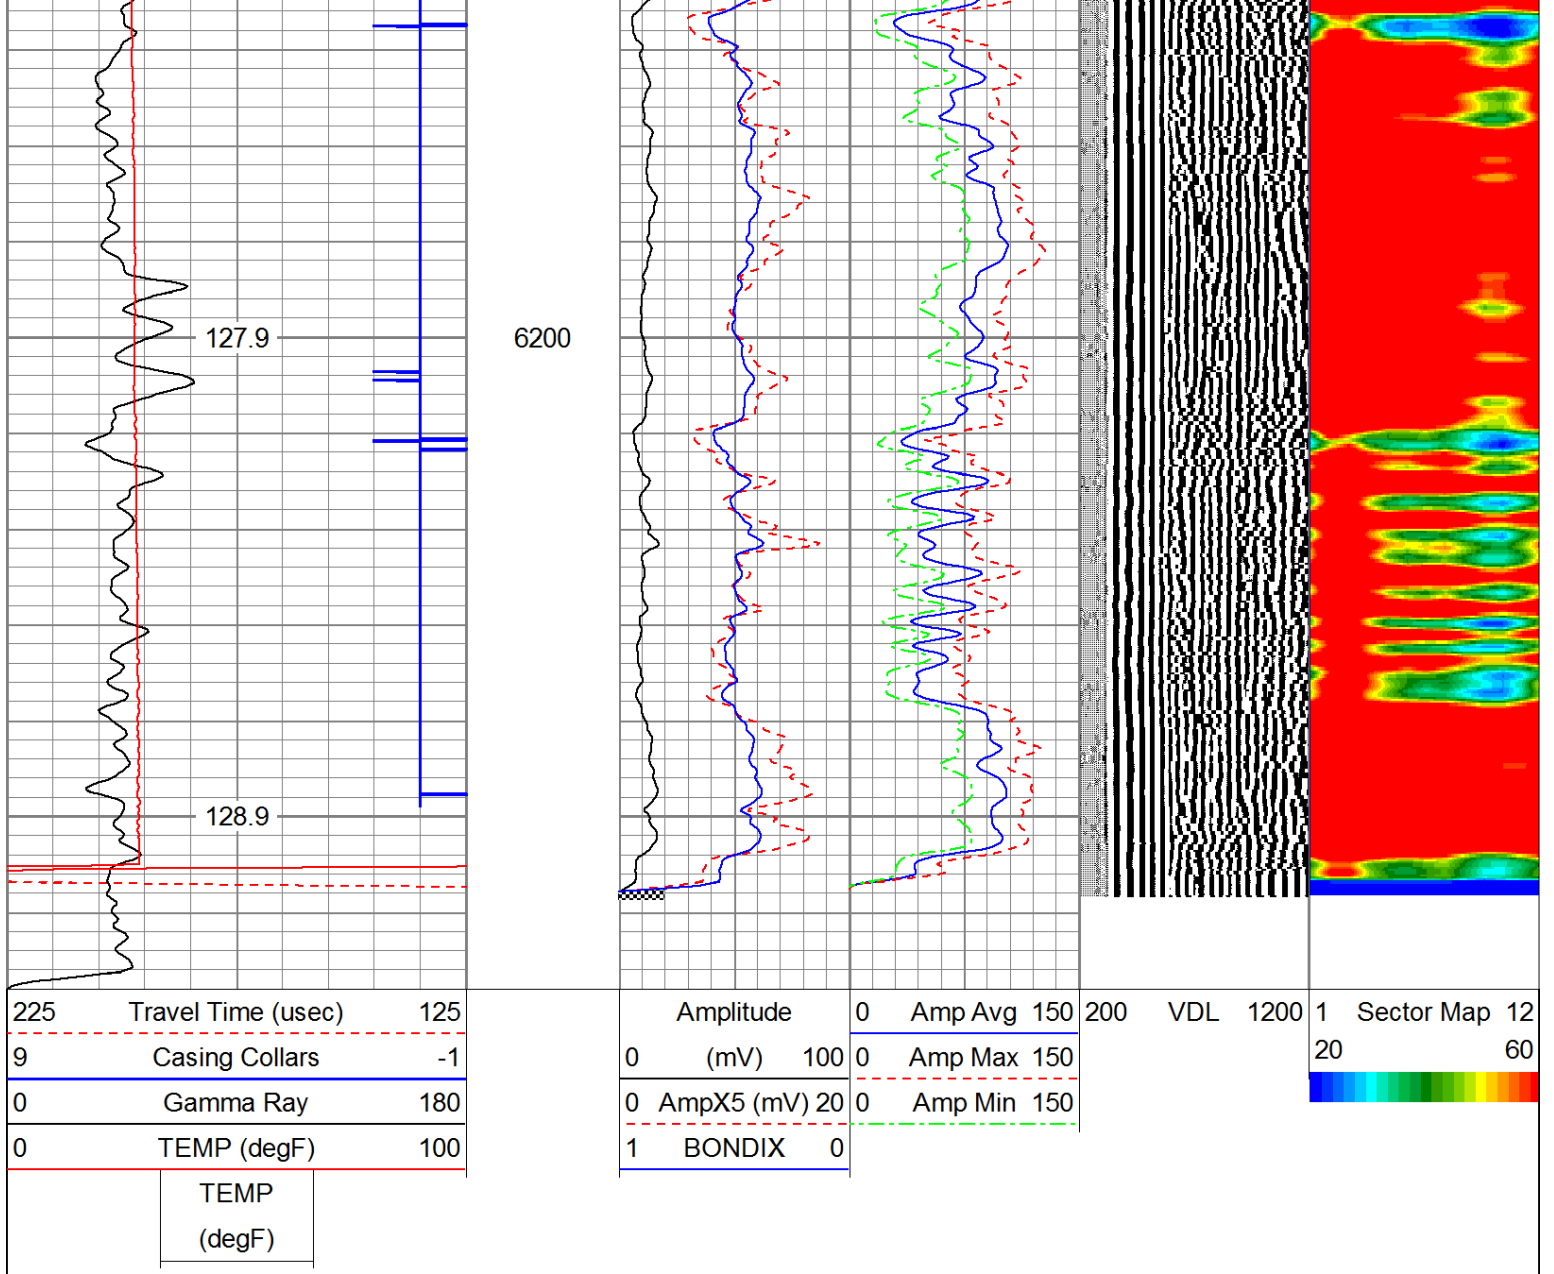 127.9
6200
128.9
225 Travel Time (usec) 125
9 Casing Collars -1
0 Gamma Ray 180
0 TEMP (degF) 100
TEMP
(degF)
Amplitude
0 (mV) 100
0 AmpX5 (mV) 20
1 BONDIX 0
0 Amp Avg 150
0 Amp Max 150
0 Amp Min 150
200 VDL 1200
1 Sector Map 12
20 60